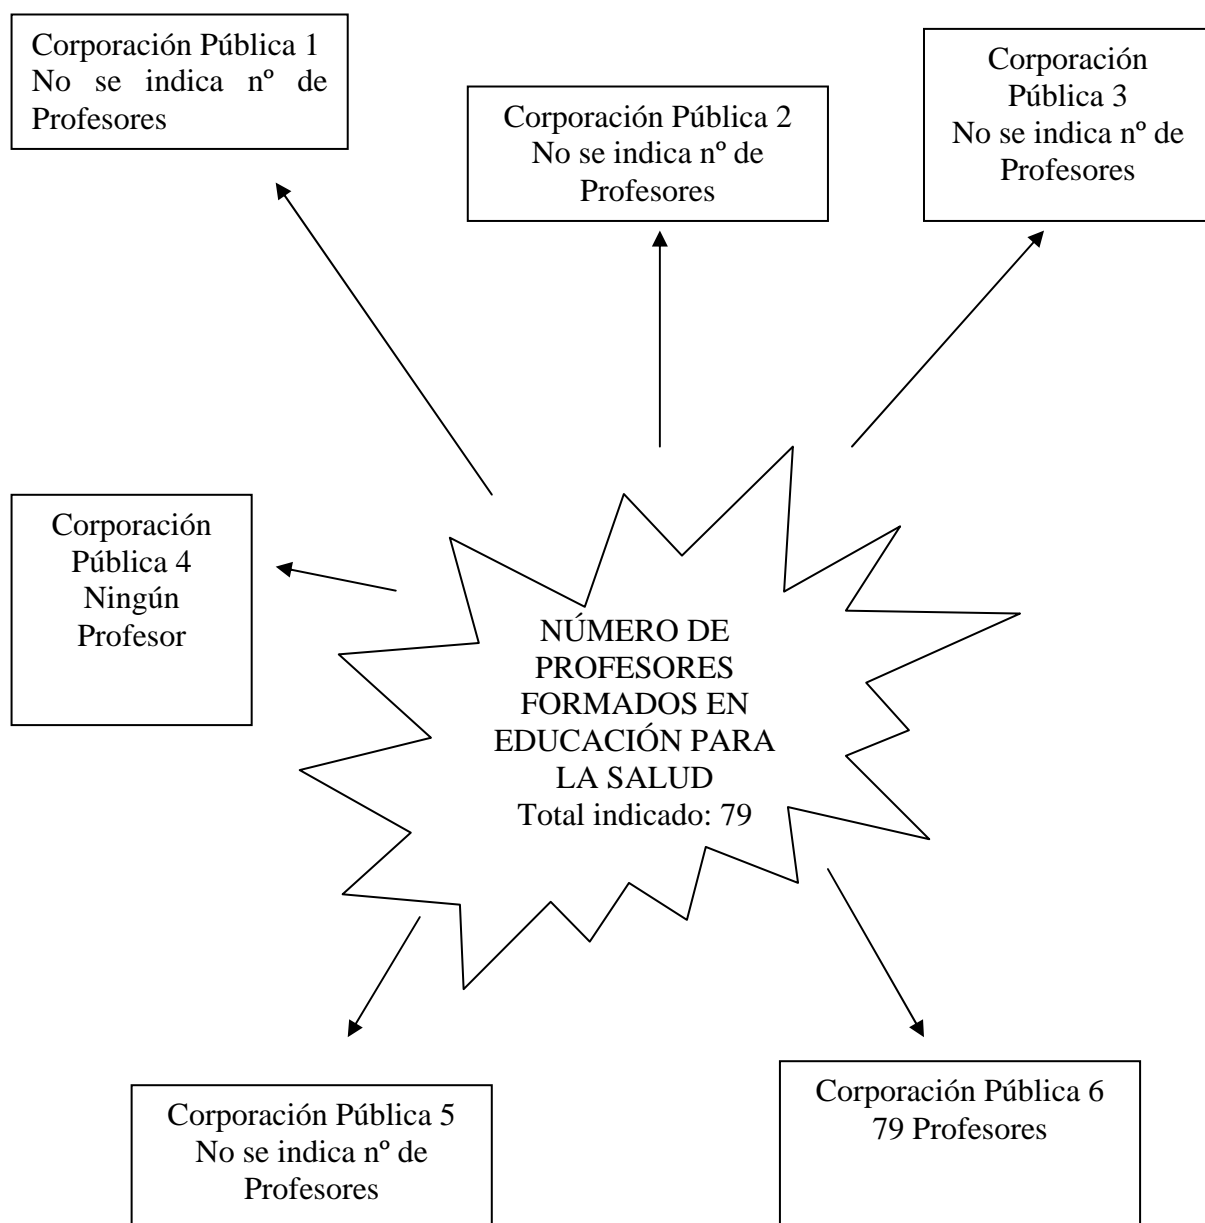 Corporación Pública 1
No se indica nº de
Profesores
Corporación Pública 2
No se indica nº de
Profesores
Corporación
Pública 3
No se indica nº de
Profesores
Corporación
Pública 4
Ningún
Profesor
NÚMERO DE
PROFESORES
FORMADOS EN
EDUCACIÓN PARA
LA SALUD
Total indicado: 79
Corporación Pública 5
No se indica nº de
Profesores
Corporación Pública 6
79 Profesores